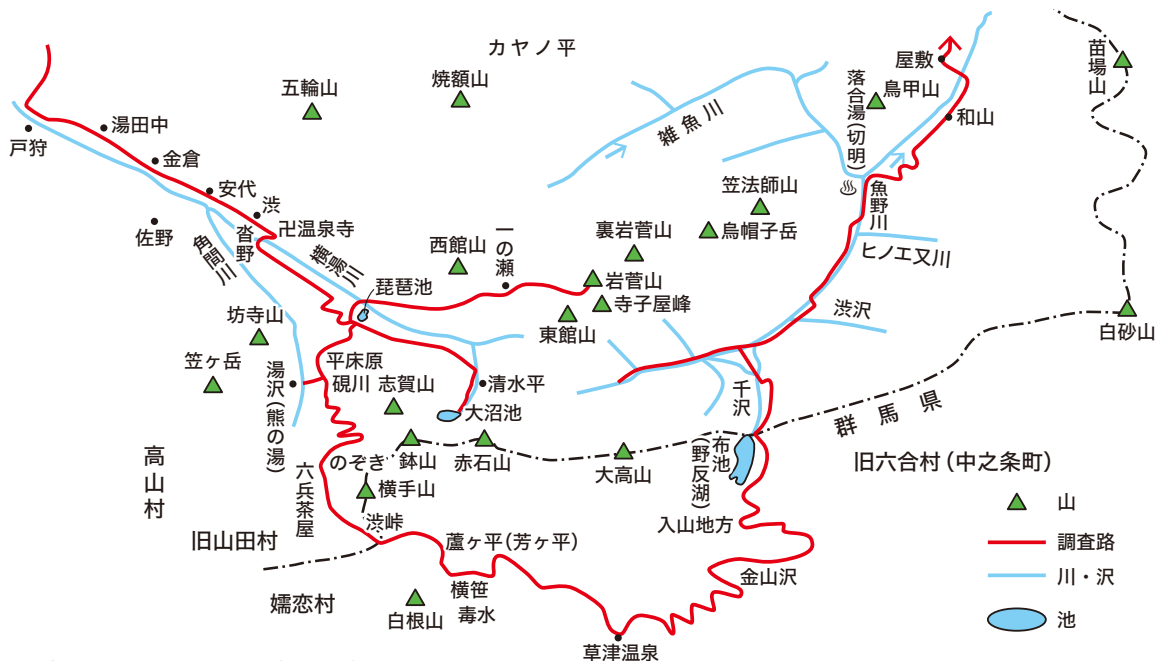 カヤノ平
五輪山
焼額山
屋敷
苗場山
落合湯(切明)
鳥甲山
和山
湯田中
戸狩
金倉
安代
渋
佐野
沓野
卍温泉寺
角間川
横湯川
雑魚川
笠法師山
烏帽子岳
魚野川
ヒノエ又川
西館山
一の瀬
裏岩菅山
岩菅山
寺子屋峰
東館山
琵琶池
渋沢
白砂山
坊寺山
笠ヶ岳
平床原
硯川
志賀山
清水平
大沼池
湯沢(熊の湯)
千沢
群馬県
高山村
のぞき
鉢山
赤石山
大高山
布池
(野反湖)
旧六合村(中之条町)
六兵茶屋
横手山
渋峠
入山地方
旧山田村
蘆ヶ平(芳ヶ平)
横笹
毒水
金山沢
嬬恋村
白根山
草津温泉
山
調査路
川・沢
池